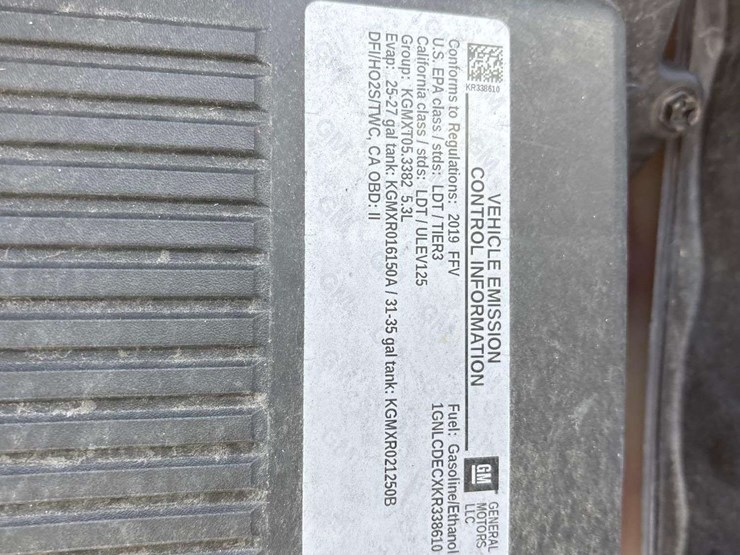 KR338610
VEHICLE EMISSION
CONTROL INFORMATION
GM
GENERAL
MOTORS
LLC
Conforms to Regulations: 2019 FFV
Fuel: Gasoline/Ethanol
U.S. EPA class / stds: LDT / TIER3
1GNLCDECXKR338610
California class / stds: LDT / ULEV125
Group: KGMXT05.3382 5.3L
Evap: 25-27 gal tank: KGMXR016150A / 31-35 gal tank: KGMXR021250B
DFI/HO2S/TWC, CA OBD: II